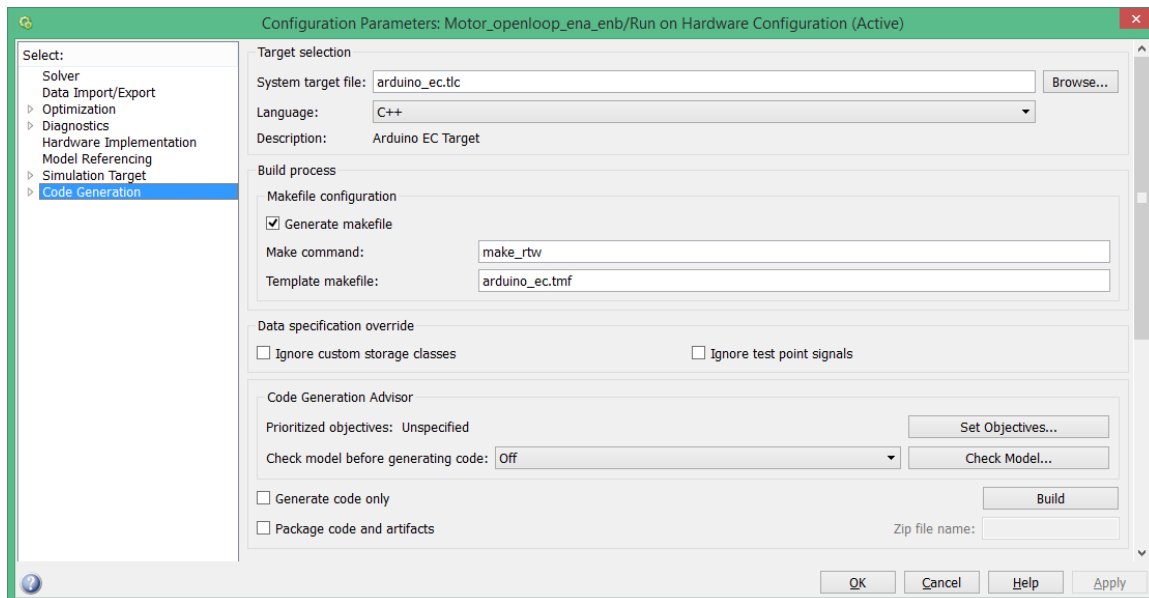 Configuration Parameters: Motor_openloop_ena_enb/Run on Hardware Configuration (Active)
Select:
Solver
Data Import/Export
Optimization
Diagnostics
Hardware Implementation
Model Referencing
Simulation Target
Code Generation
Target selection
System target file: arduino_ec.tlc Browse...
Language: C++
Description: Arduino EC Target
Build process
Makefile configuration
Generate makefile
Make command: make_rtw
Template makefile: arduino_ec.tmf
Data specification override
Ignore custom storage classes Ignore test point signals
Code Generation Advisor
Prioritized objectives: Unspecified Set Objectives...
Check model before generating code: Off Check Model...
Generate code only Build
Package code and artifacts Zip file name:
OK Cancel Help Apply